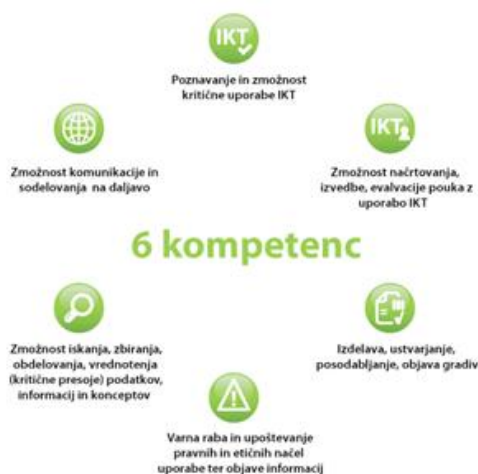 IKT
Poznavanje in zmožnost
kritične uporabe IKT
Zmožnost komunikacije in
sodelovanja na daljavo
IKT
Zmožnost načrtovanja,
izvedbe, evalvacije pouka z
uporabo IKT
6 kompetenc
Zmožnost iskanja, zbiranja,
obdelovanja, vrednotenja
(kritične presoje) podatkov,
informacij in konceptov
Izdelava, ustvarjanje,
posodabljanje, objava gradiv
Varna raba in upoštevanje
pravnih in etičnih načel
uporabe ter objave informacij